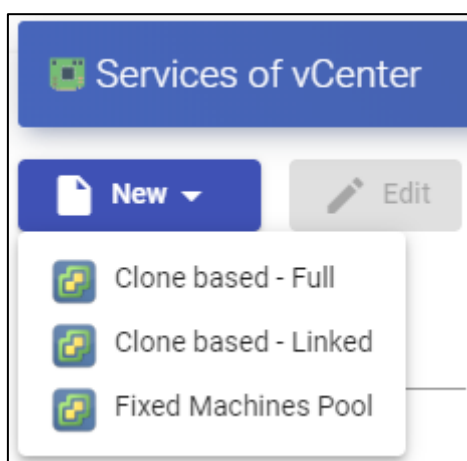 Services of vCenter
New
Edit
Clone based - Full
Clone based - Linked
Fixed Machines Pool